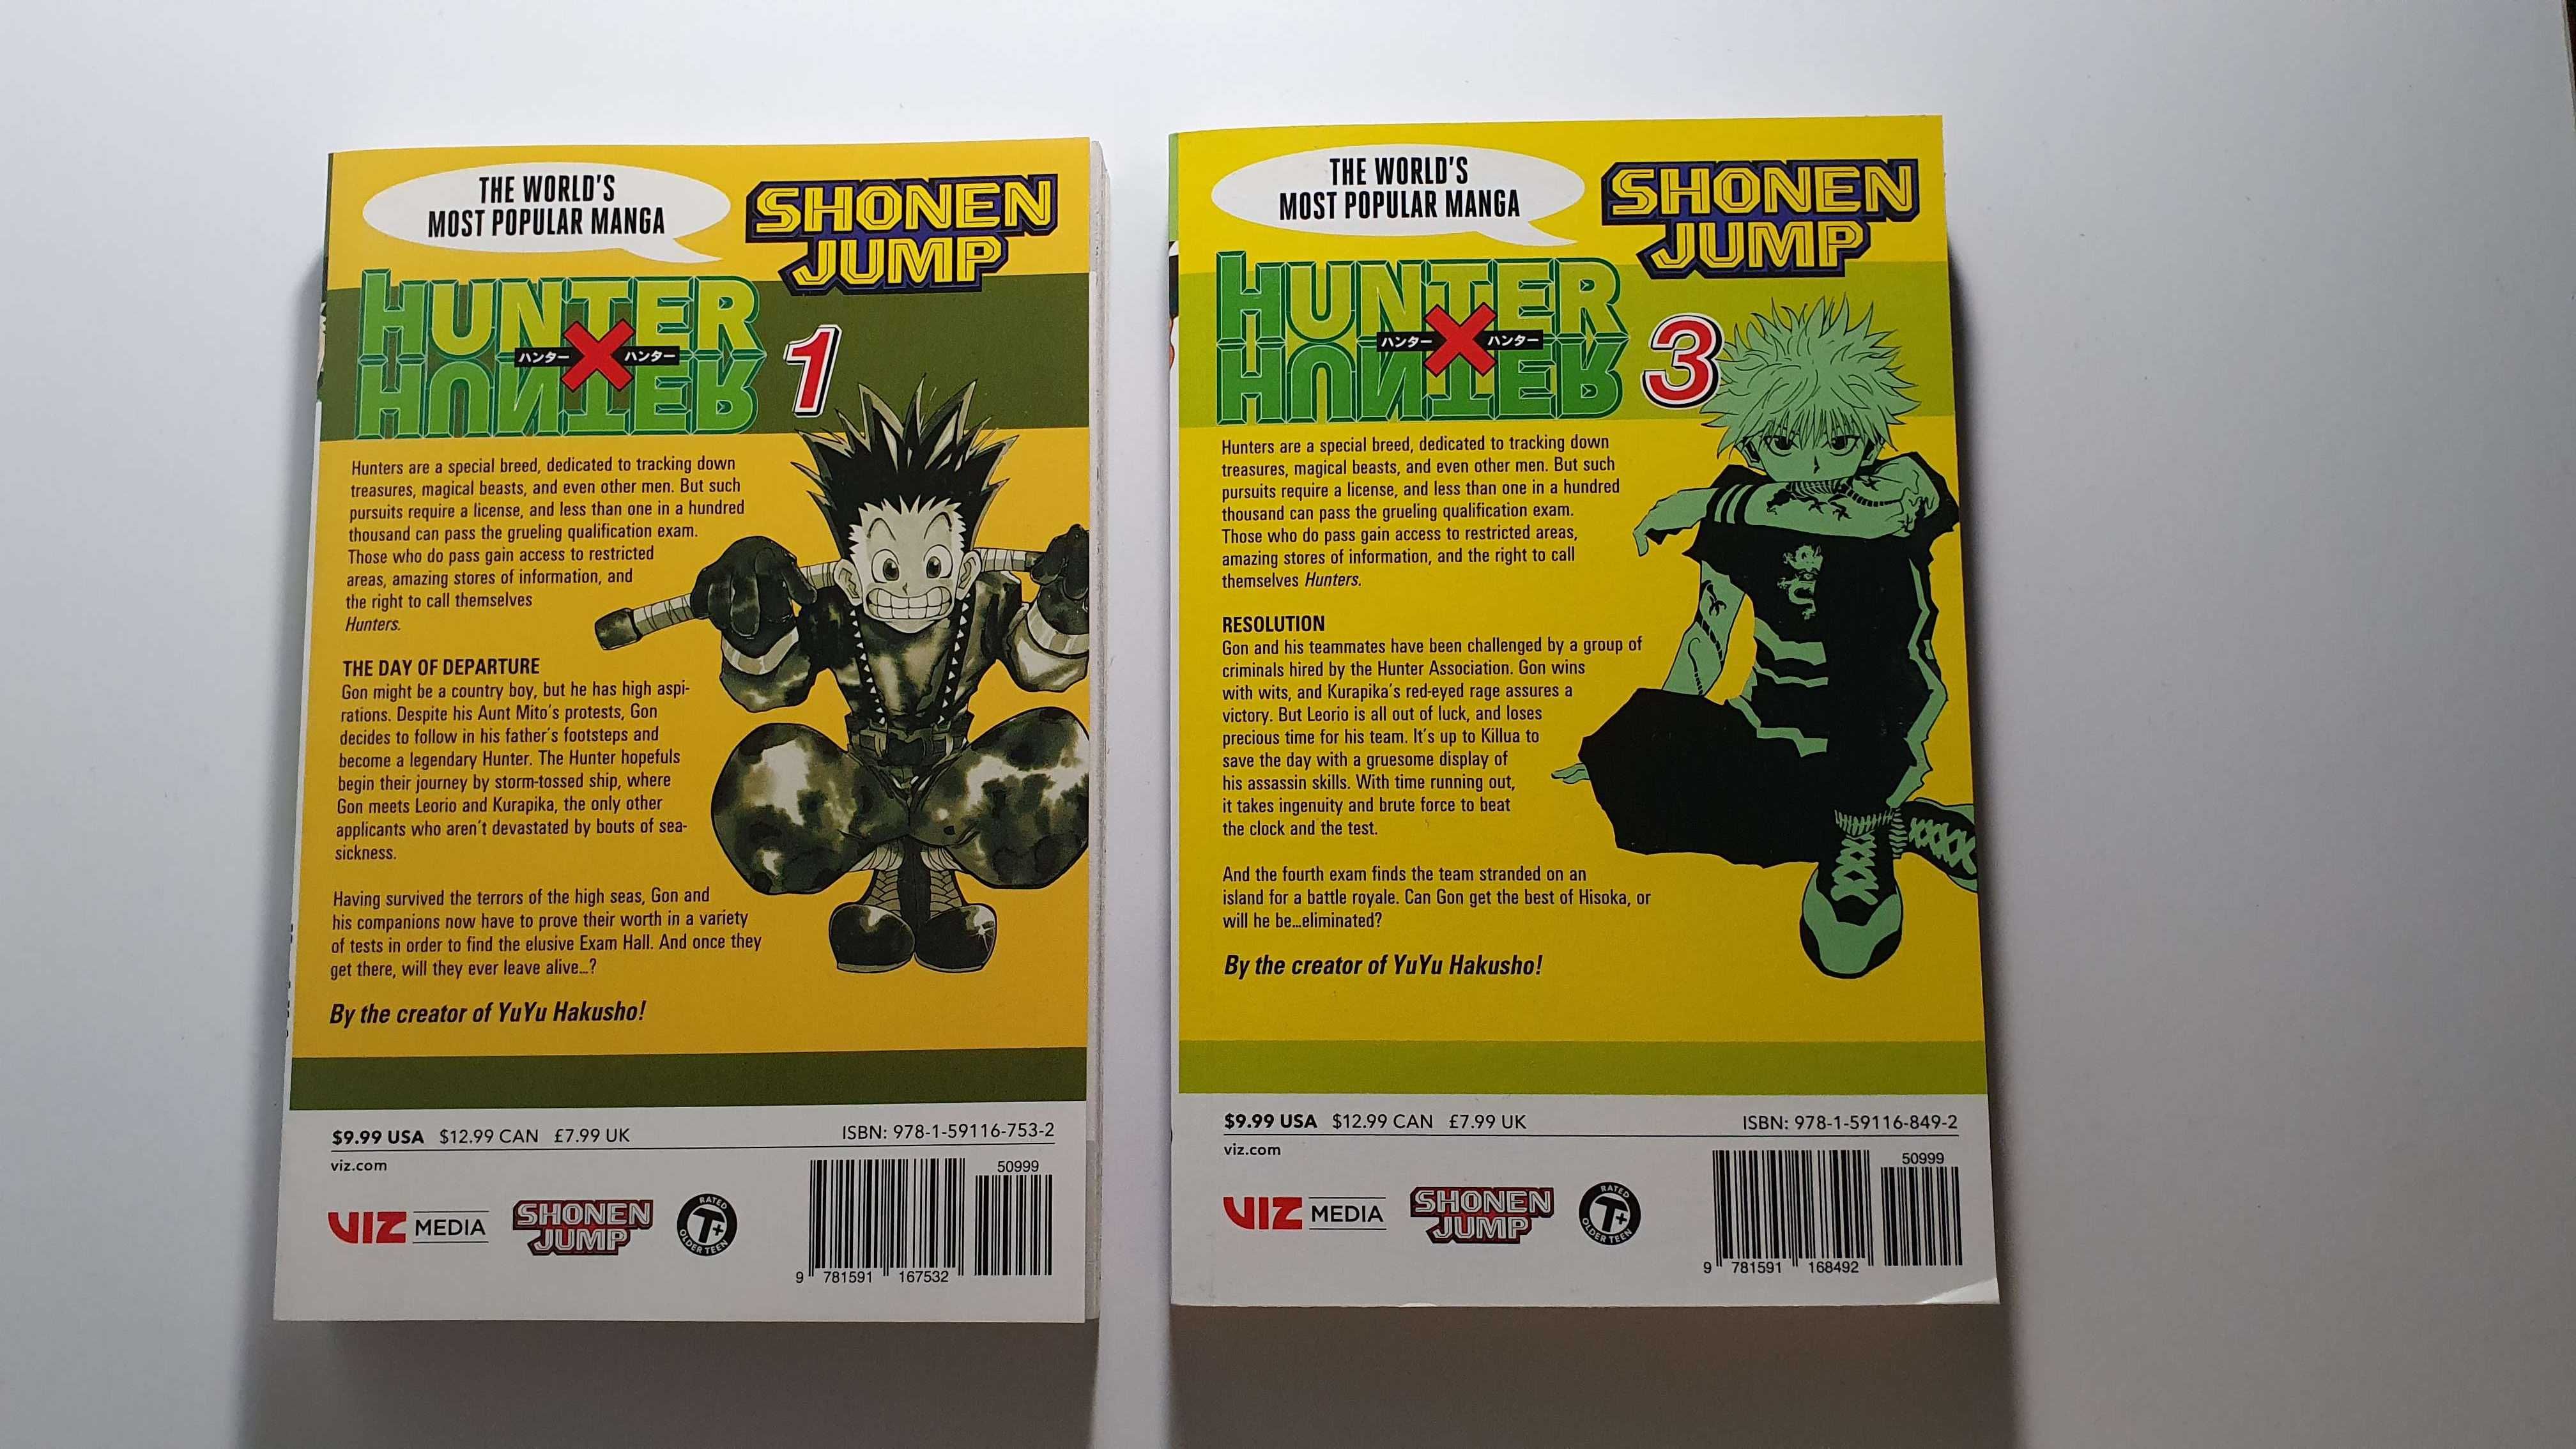 THE WORLD'S
MOST POPULAR MANGA
SHONEN
JUMP
HUNTER
ハンター X ハンター
HUNTER
1
Hunters are a special breed, dedicated to tracking down
treasures, magical beasts, and even other men. But such
pursuits require a license, and less than one in a hundred
thousand can pass the grueling qualification exam.
Those who do pass gain access to restricted
areas, amazing stores of information, and
the right to call themselves
Hunters.
THE DAY OF DEPARTURE
Gon might be a country boy, but he has high aspi-
rations. Despite his Aunt Mito's protests, Gon
decides to follow in his father's footsteps and
become a legendary Hunter. The Hunter hopefuls
begin their journey by storm-tossed ship, where
Gon meets Leorio and Kurapika, the only other
applicants who aren't devastated by bouts of sea-
sickness.
Having survived the terrors of the high seas, Gon and
his companions now have to prove their worth in a variety
of tests in order to find the elusive Exam Hall. And once they
get there, will they ever leave alive...?
By the creator of YuYu Hakusho!
$9.99 USA $12.99 CAN £7.99 UK
ISBN: 978-1-59116-753-2
viz.com
50999
VIZ MEDIA
SHONEN
JUMP
RATED
T+
OLDER TEEN
9 781591 167532
THE WORLD'S
MOST POPULAR MANGA
SHONEN
JUMP
HUNTER
ハンター X ハンター
HUNTER
3
Hunters are a special breed, dedicated to tracking down
treasures, magical beasts, and even other men. But such
pursuits require a license, and less than one in a hundred
thousand can pass the grueling qualification exam.
Those who do pass gain access to restricted areas,
amazing stores of information, and the right to call
themselves Hunters.
RESOLUTION
Gon and his teammates have been challenged by a group of
criminals hired by the Hunter Association. Gon wins
with wits, and Kurapika's red-eyed rage assures a
victory. But Leorio is all out of luck, and loses
precious time for his team. It's up to Killua to
save the day with a gruesome display of
his assassin skills. With time running out,
it takes ingenuity and brute force to beat
the clock and the test.
And the fourth exam finds the team stranded on an
island for a battle royale. Can Gon get the best of Hisoka, or
will he be...eliminated?
By the creator of YuYu Hakusho!
$9.99 USA $12.99 CAN £7.99 UK
ISBN: 978-1-59116-849-2
viz.com
50999
VIZ MEDIA
SHONEN
JUMP
RATED
T+
OLDER TEEN
9 781591 168492